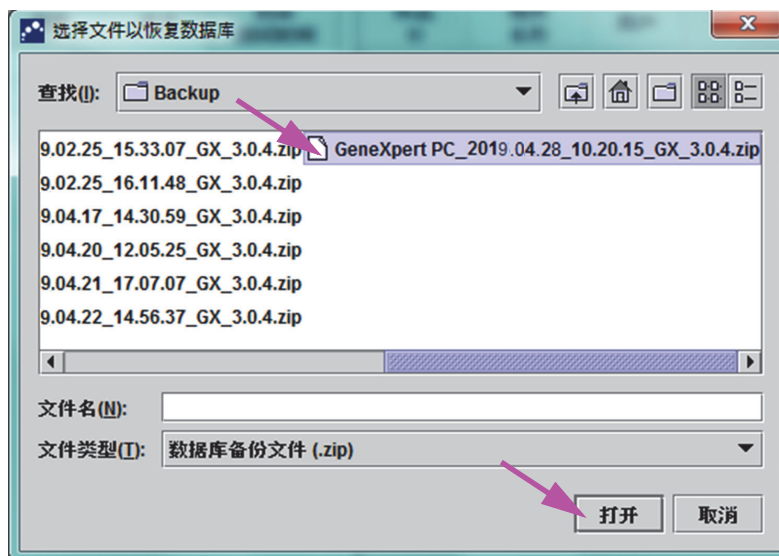 选择文件以恢复数据库
查找(I): Backup
9.02.25_15.33.07_GX_3.0.4.zip
9.02.25_16.11.48_GX_3.0.4.zip
9.04.17_14.30.59_GX_3.0.4.zip
9.04.20_12.05.25_GX_3.0.4.zip
9.04.21_17.07.07_GX_3.0.4.zip
9.04.22_14.56.37_GX_3.0.4.zip
GeneXpert PC_2019.04.28_10.20.15_GX_3.0.4.zip
文件名(N):
文件类型(T): 数据库备份文件 (.zip)
打开 取消